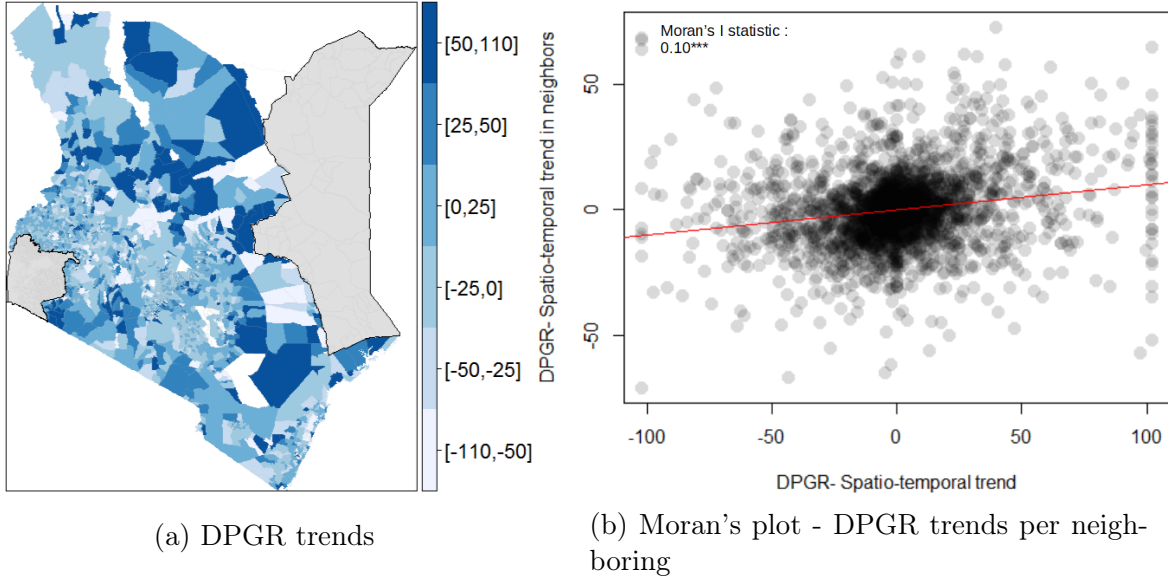 [50,110]
[25,50]
[0,25]
[-25,0]
[-50,-25]
[-110,-50]
(a) DPGR trends
Moran's I statistic :
0.10***
DPGR- Spatio-temporal trend in neighbors
50
0
-50
-100 -50 0 50 100
DPGR- Spatio-temporal trend
(b) Moran's plot - DPGR trends per neigh-
boring